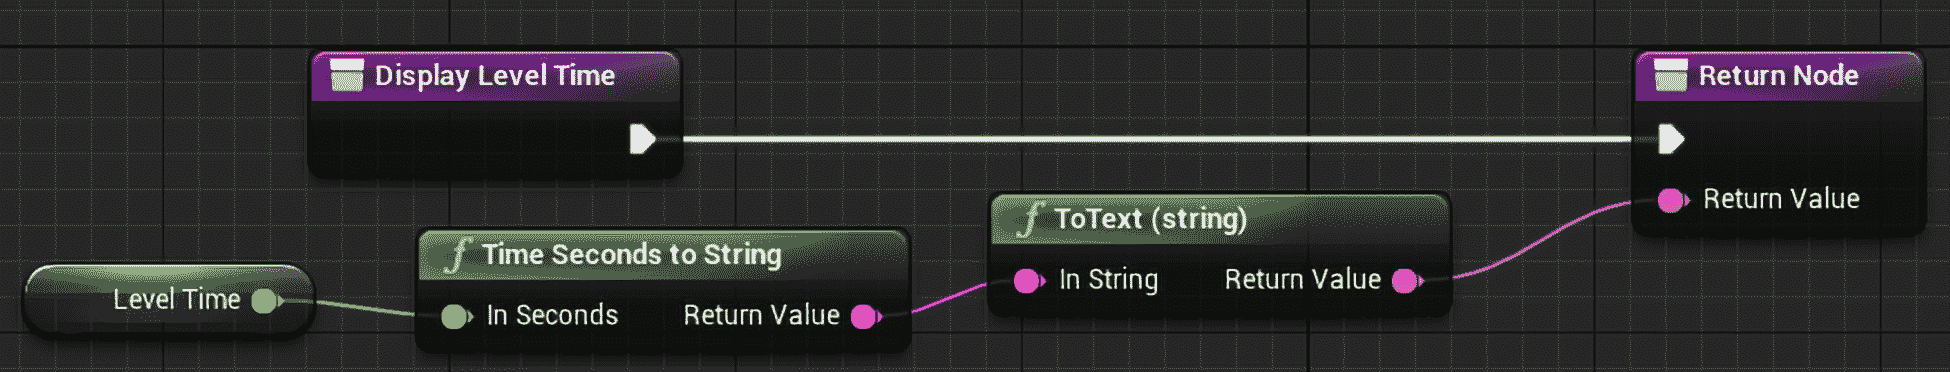 Display Level Time
Return Node
Return Value
ToText (string)
In String Return Value
Time Seconds to String
In Seconds Return Value
Level Time